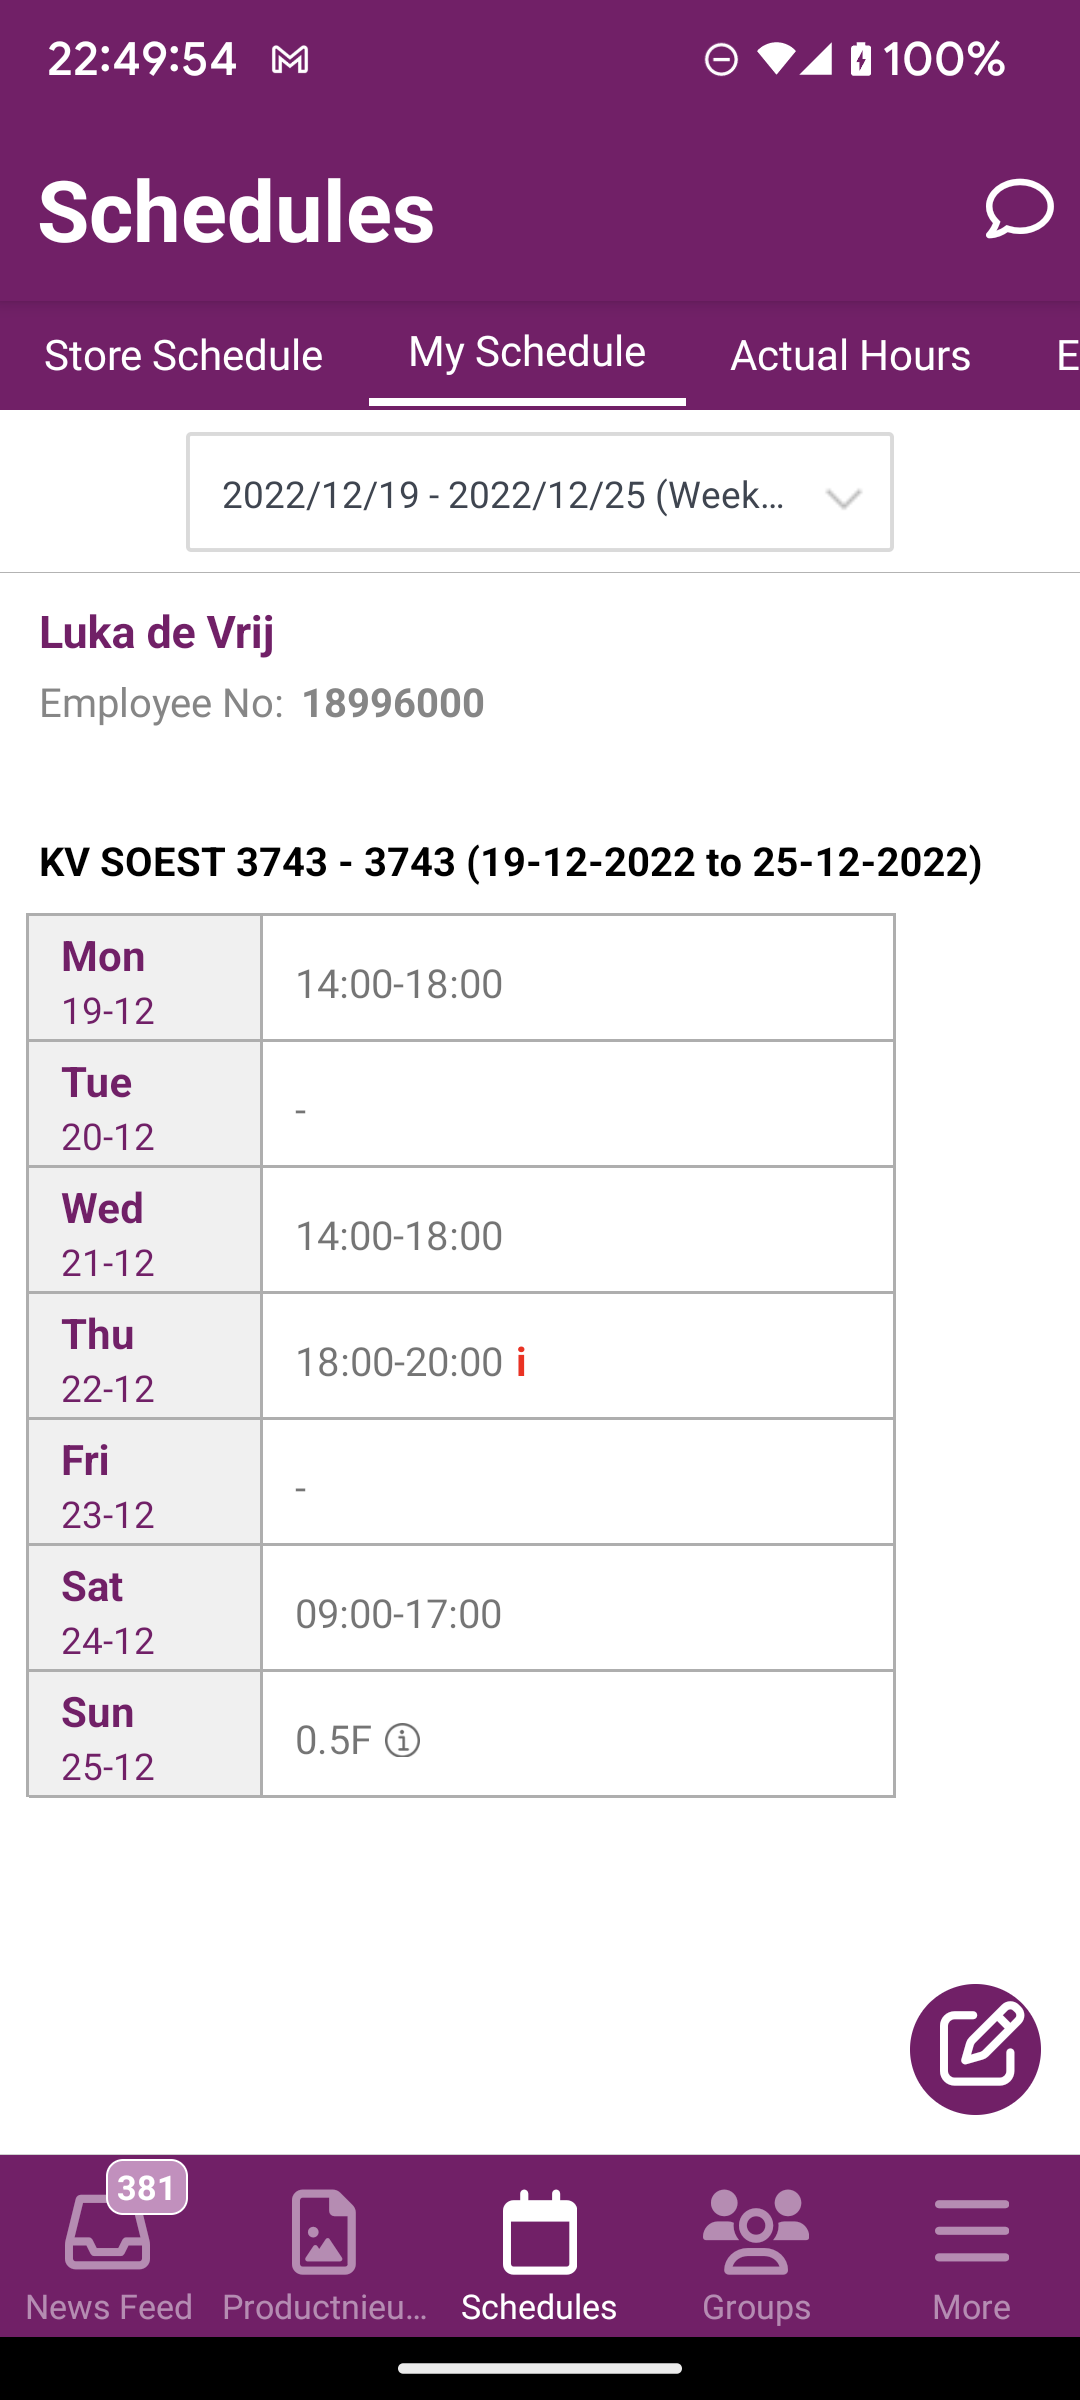 22:49:54 100%
Schedules
Store Schedule My Schedule Actual Hours E
2022/12/19 - 2022/12/25 (Week...
Luka de Vrij
Employee No: 18996000
KV SOEST 3743 - 3743 (19-12-2022 to 25-12-2022)
Mon
19-12
14:00-18:00
Tue
20-12
-
Wed
21-12
14:00-18:00
Thu
22-12
18:00-20:00 i
Fri
23-12
-
Sat
24-12
09:00-17:00
Sun
25-12
0.5F
381
News Feed Productnieu... Schedules Groups More